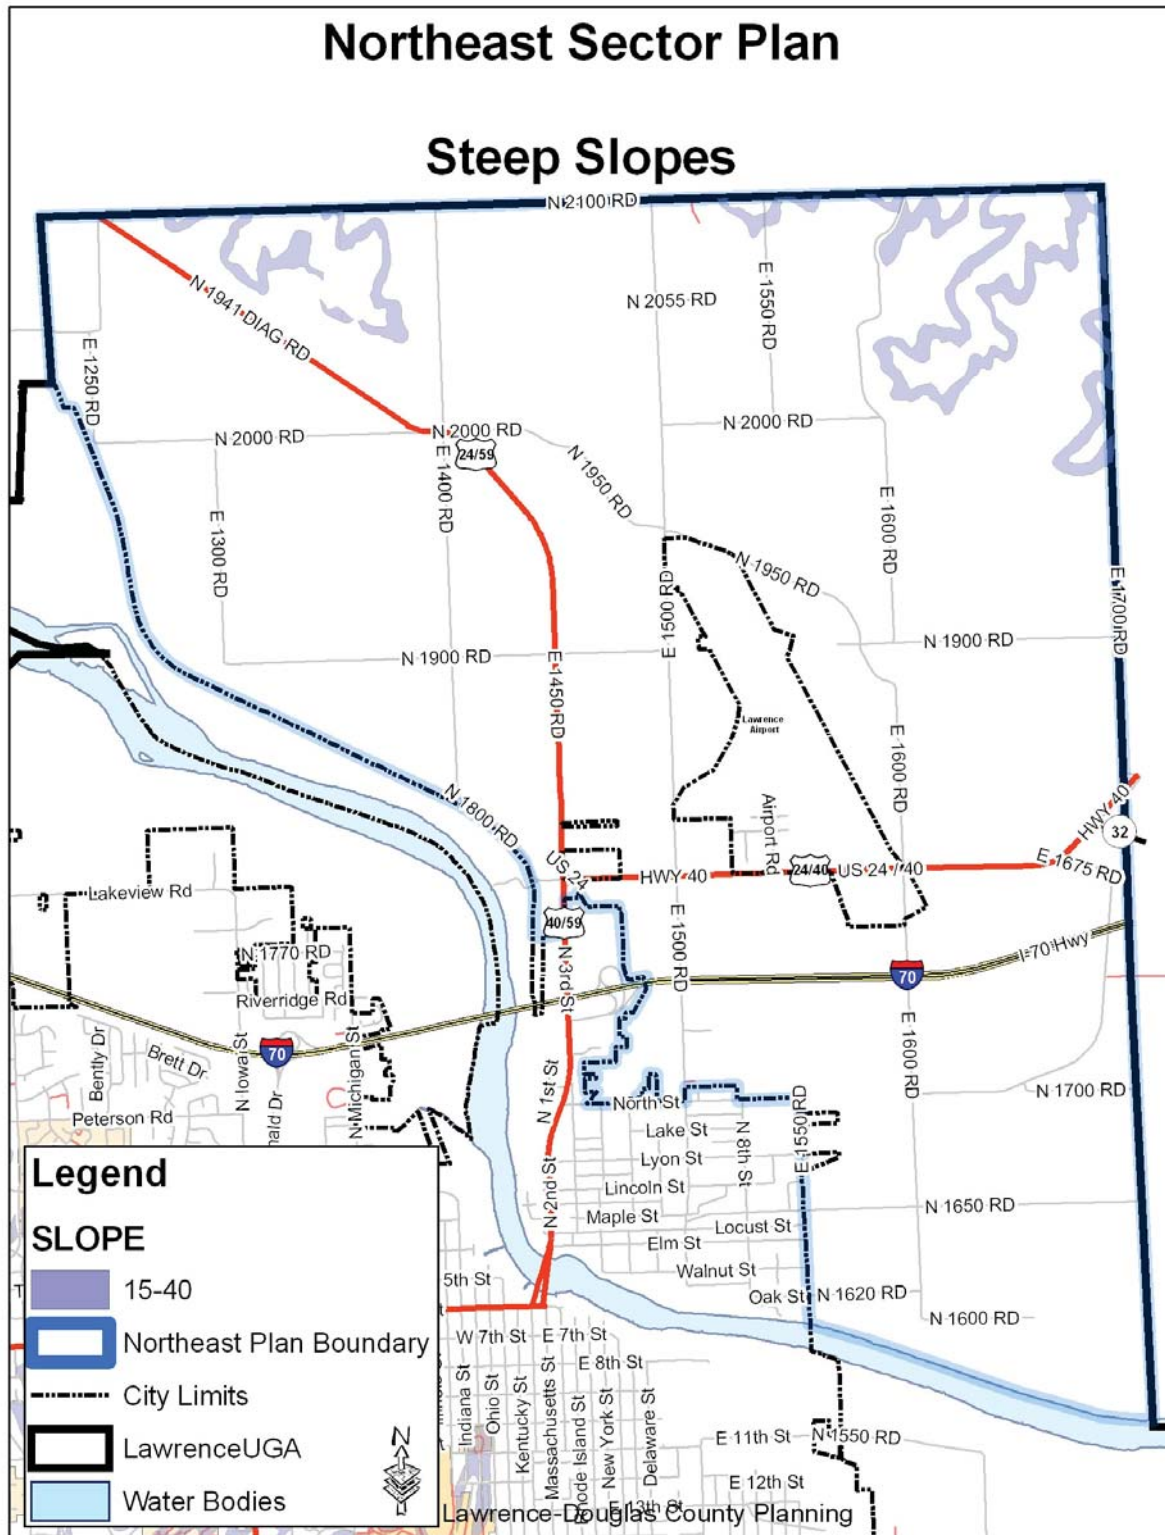 Northeast Sector Plan
Steep Slopes
N 2100 RD
N 1941 DIAG RD
N 2055 RD
E 1550 RD
E 1250 RD
N 2000 RD
N 2000 RD
N 2000 RD
24/59
E 1400 RD
N 1950 RD
E 1300 RD
E 1600 RD
N 1950 RD
E 1500 RD
E 1700 RD
N 1900 RD
N 1900 RD
E 1450 RD
Lawrence
Airport
E 1600 RD
N 1800 RD
Airport Rd
HWY 40
32
US 24
HWY 40
24/40
US 24 / 40
E 1675 RD
Lakeview Rd
40/59
E 1500 RD
N 1770 RD
N 3rd St
I-70 Hwy
70
Riverridge Rd
Bently Dr
Brett Dr
N Iowa St
70
N Michigan St
E 1600 RD
N 1st St
N 1700 RD
Peterson Rd
North St
E 1550 RD
Lake St
N 8th St
Lyon St
Lincoln St
N 2nd St
Maple St
Locust St
N 1650 RD
Elm St
Walnut St
5th St
Oak St
N 1620 RD
N 1600 RD
W 7th St
E 7th St
E 8th St
Indiana St
Ohio St
Kentucky St
Massachusetts St
Rhode Island St
New York St
Delaware St
E 11th St
N 1550 RD
E 12th St
E 13th St
Legend
SLOPE
15-40
Northeast Plan Boundary
City Limits
LawrenceUGA
Water Bodies
N
Lawrence-Douglas County Planning